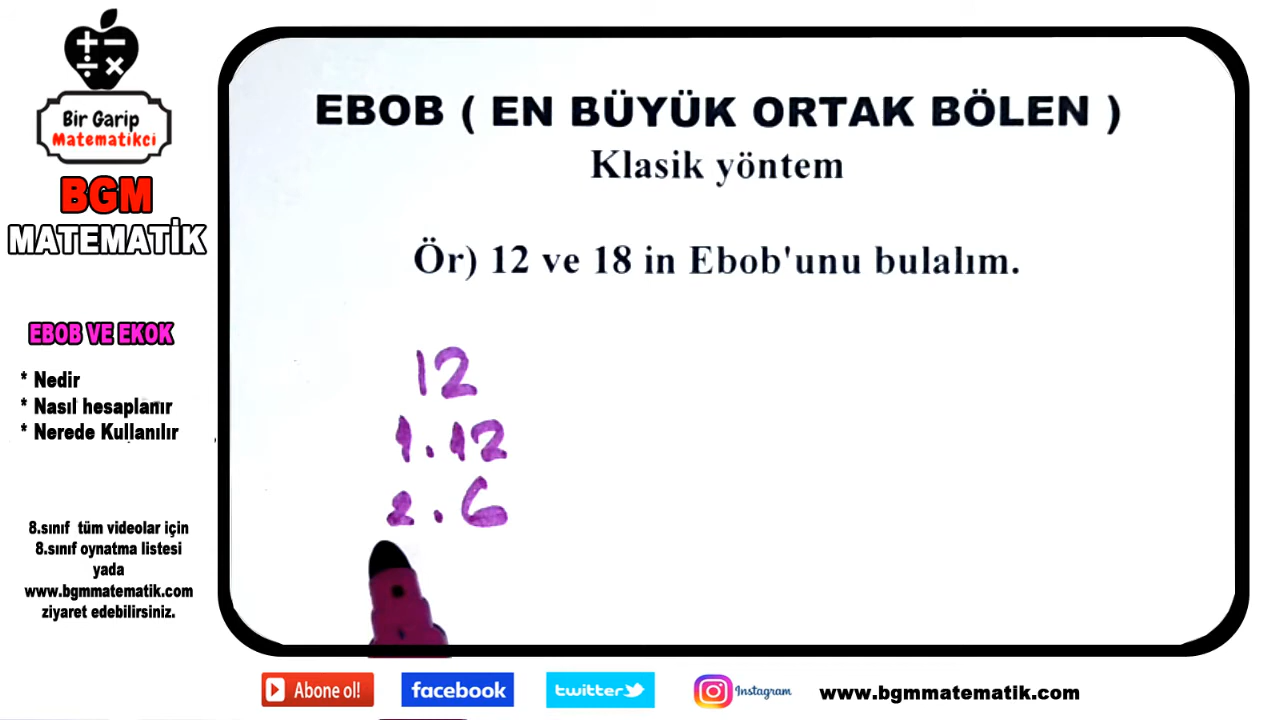 Bir Garip
Matematikci
BGM
MATEMATİK
EBOB VE EKOK
* Nedir
* Nasıl hesaplanır
* Nerede Kullanılır
8.sınıf tüm videolar için
8.sınıf oynatma listesi
yada
www.bgmmatematik.com
ziyaret edebilirsiniz.
EBOB ( EN BÜYÜK ORTAK BÖLEN )
Klasik yöntem
Ör) 12 ve 18 in Ebob'unu bulalım.
12
1.12
2.6
Abone ol!
facebook
twitter
Instagram
www.bgmmatematik.com